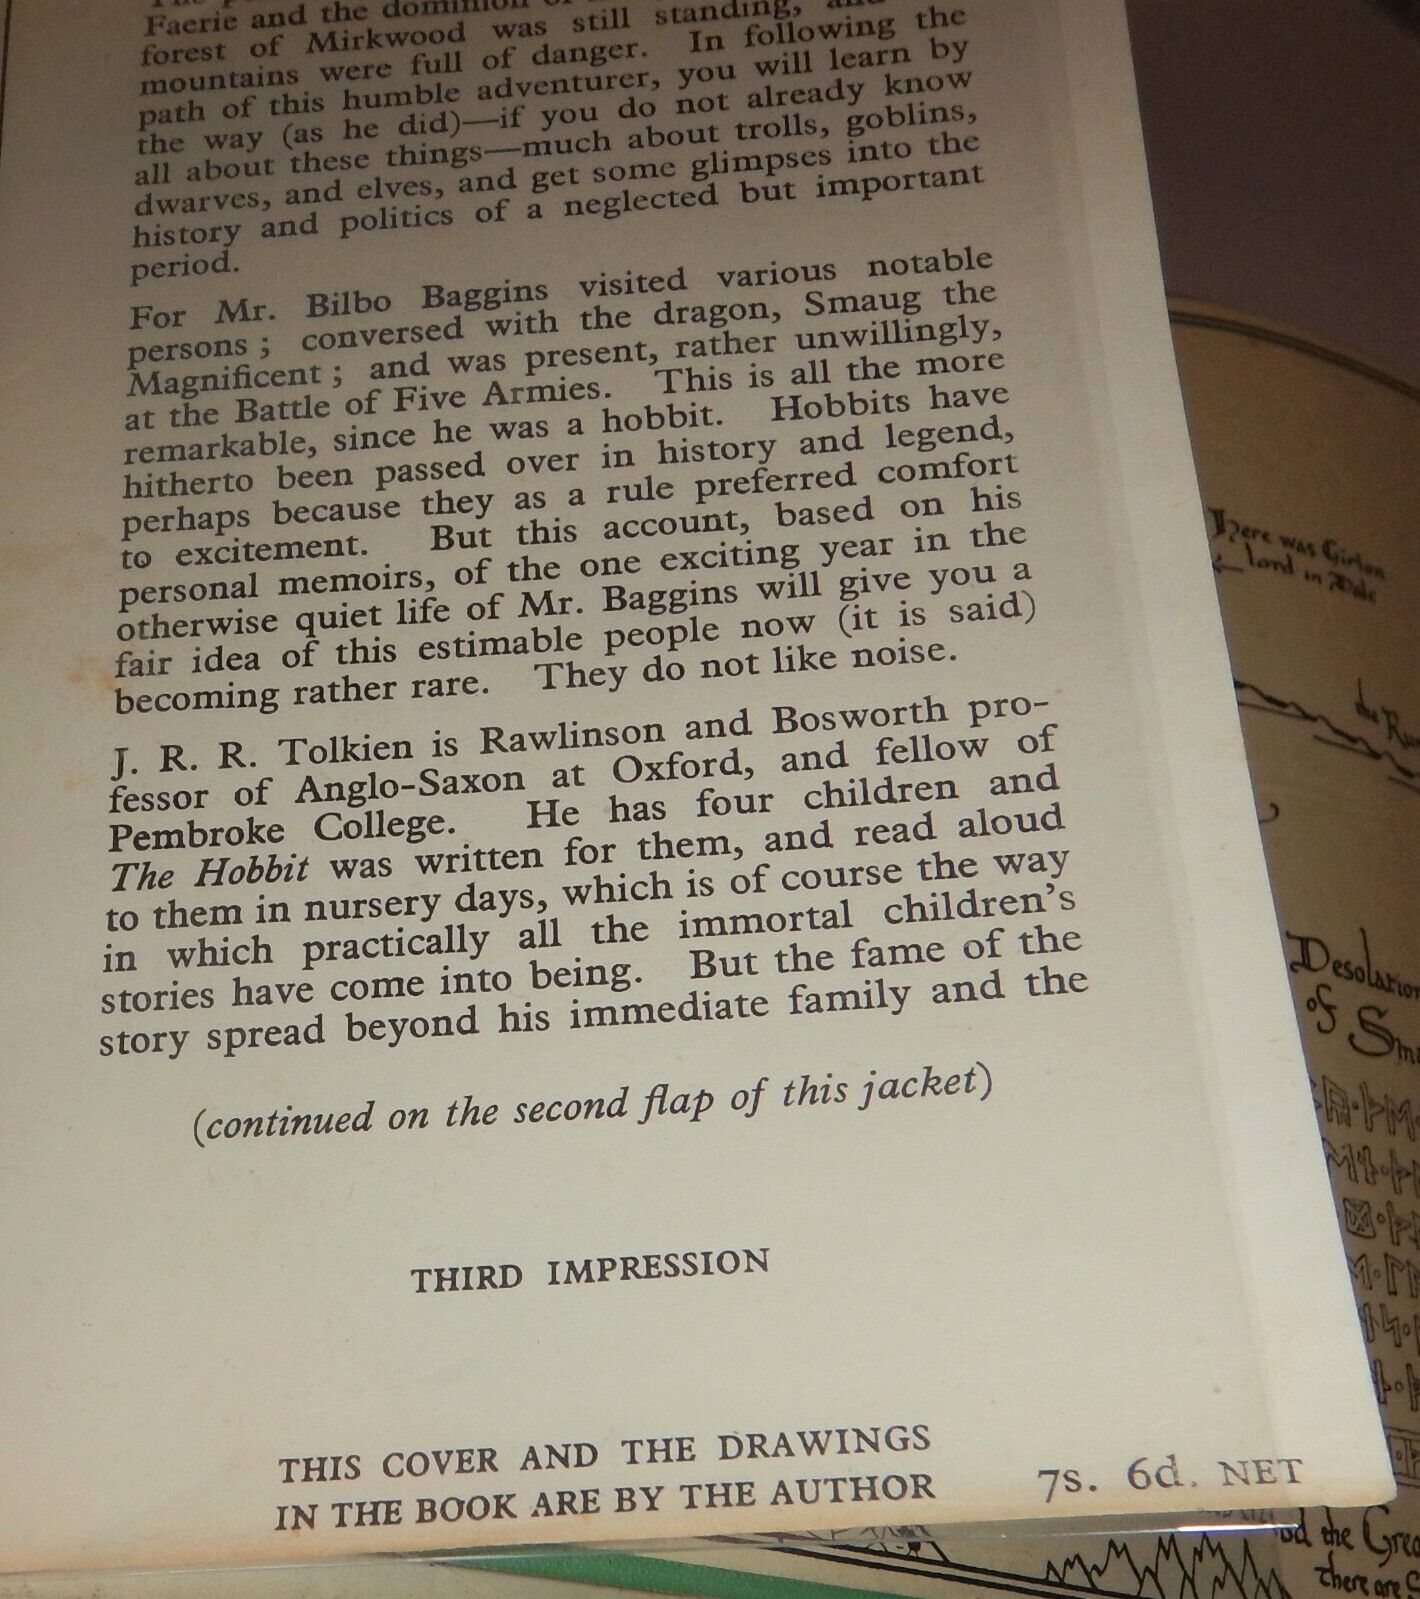 Faerie and the dominion of
forest of Mirkwood was still standing,
mountains were full of danger. In following the
path of this humble adventurer, you will learn by
the way (as he did)—if you do not already know
all about these things—much about trolls, goblins,
dwarves, and elves, and get some glimpses into the
history and politics of a neglected but important
period.
For Mr. Bilbo Baggins visited various notable
persons ; conversed with the dragon, Smaug the
Magnificent ; and was present, rather unwillingly,
at the Battle of Five Armies. This is all the more
remarkable, since he was a hobbit. Hobbits have
hitherto been passed over in history and legend,
perhaps because they as a rule preferred comfort
to excitement. But this account, based on his
personal memoirs, of the one exciting year in the
otherwise quiet life of Mr. Baggins will give you a
fair idea of this estimable people now (it is said)
becoming rather rare. They do not like noise.
J. R. R. Tolkien is Rawlinson and Bosworth pro-
fessor of Anglo-Saxon at Oxford, and fellow of
Pembroke College. He has four children and
The Hobbit was written for them, and read aloud
to them in nursery days, which is of course the way
in which practically all the immortal children's
stories have come into being. But the fame of the
story spread beyond his immediate family and the
(continued on the second flap of this jacket)
THIRD IMPRESSION
THIS COVER AND THE DRAWINGS
IN THE BOOK ARE BY THE AUTHOR
7s. 6d. NET
Here was Girion
lord in Dale
the
Desolation
of
the
There are